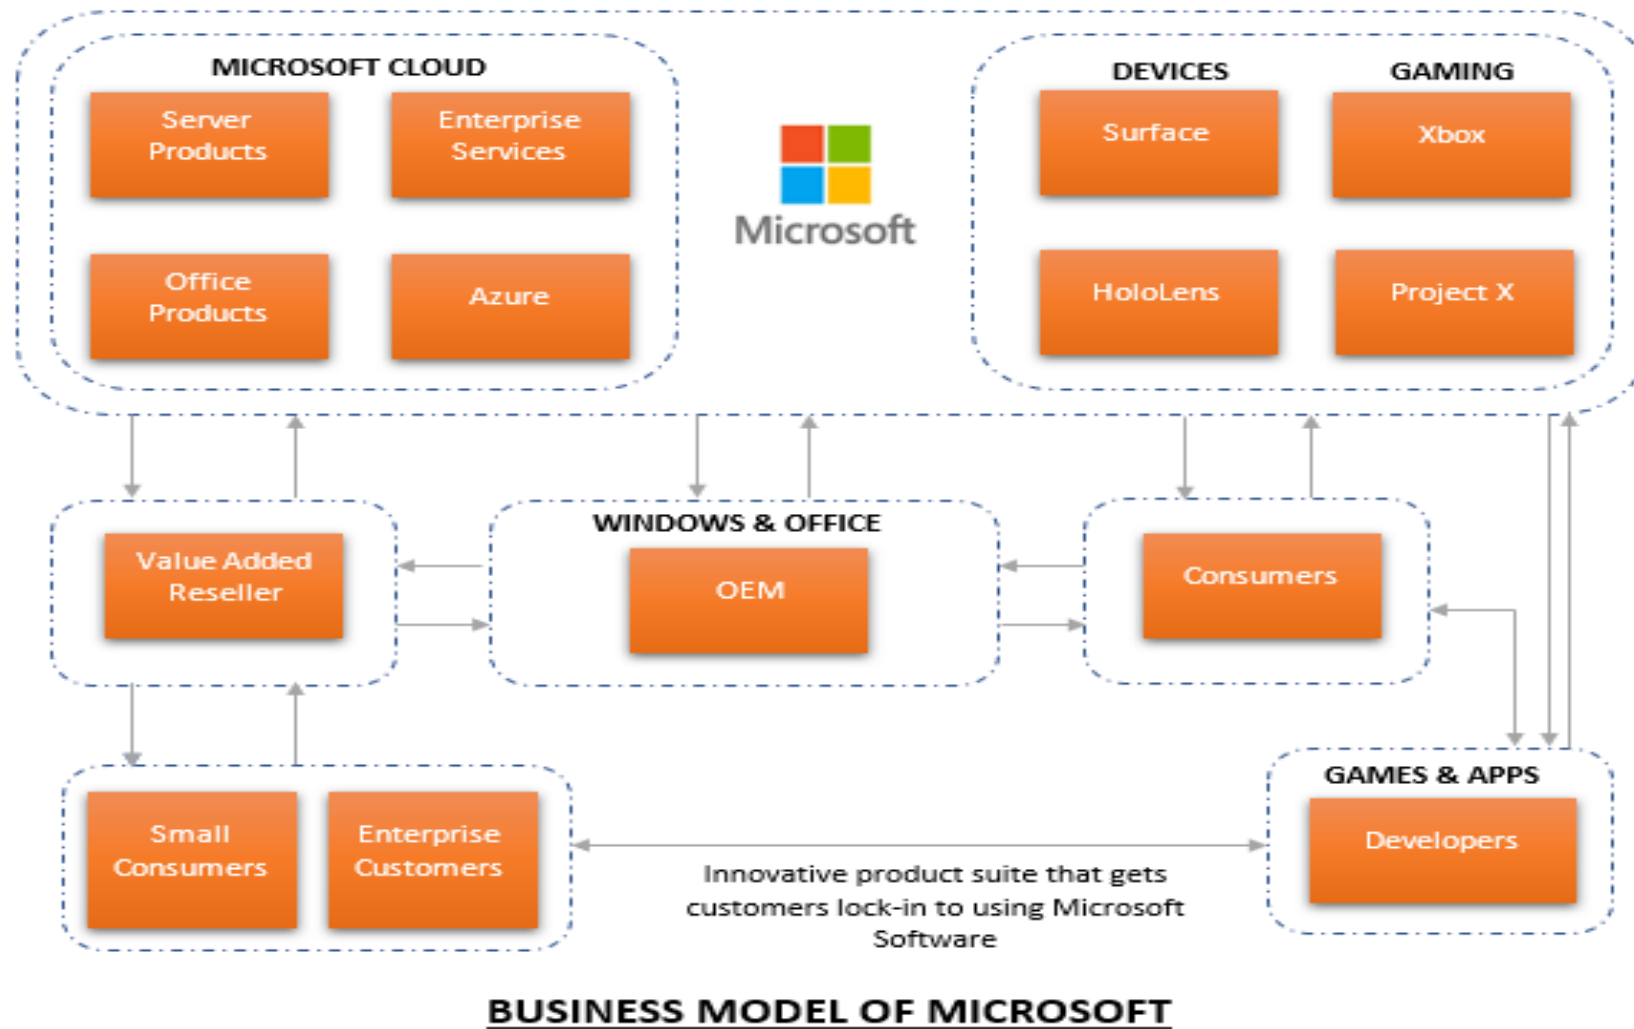 MICROSOFT CLOUD
Server
Products
Enterprise
Services
Office
Products
Azure
Microsoft
DEVICES
GAMING
Surface
Xbox
HoloLens
Project X
Value Added
Reseller
WINDOWS & OFFICE
OEM
Consumers
Small
Consumers
Enterprise
Customers
Innovative product suite that gets
customers lock-in to using Microsoft
Software
GAMES & APPS
Developers
BUSINESS MODEL OF MICROSOFT